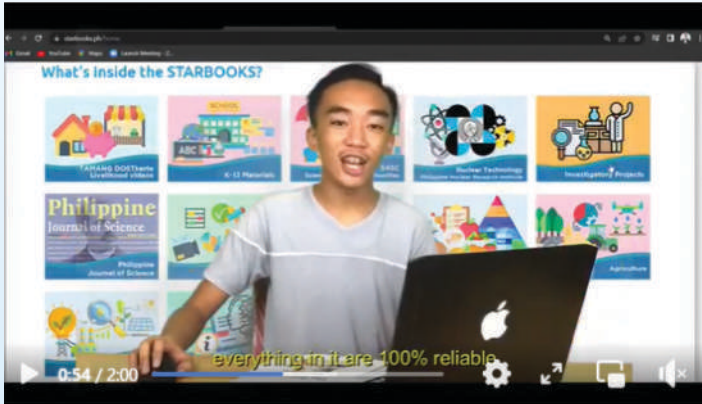 starbooks.ph/home
Gmail YouTube Maps Launch Meeting - Z...
What's inside the STARBOOKS?
SCHOOL
ABC
TAMANG DOSTkarte
Livelihood videos
K-12 Materials
Nuclear Technology
Philippine Nuclear Research Institute
Investigatory Projects
Philippine
Journal of Science
Philippine
Journal of Science
Agriculture
everything in it are 100% reliable
0:54 / 2:00